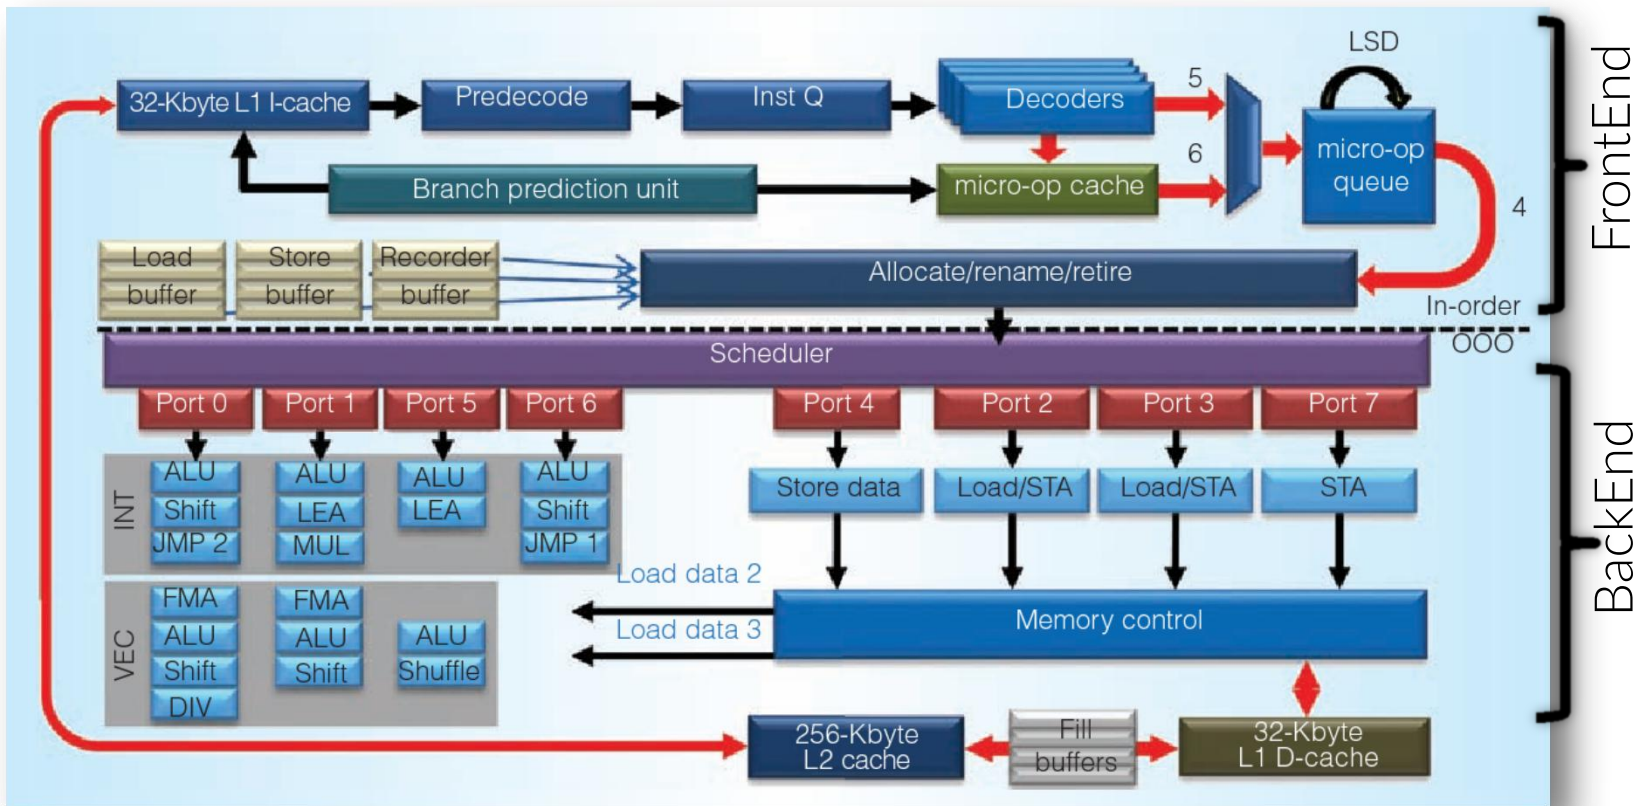 LSD
32-Kbyte L1 I-cache
Predecode
Inst Q
Decoders
5
6
micro-op
queue
4
Branch prediction unit
micro-op cache
FrontEnd
Load
buffer
Store
buffer
Recorder
buffer
Allocate/rename/retire
In-order
OOO
Scheduler
Port 0
Port 1
Port 5
Port 6
Port 4
Port 2
Port 3
Port 7
INT
ALU
Shift
JMP 2
ALU
LEA
MUL
ALU
LEA
ALU
Shift
JMP 1
Store data
Load/STA
Load/STA
STA
BackEnd
VEC
FMA
ALU
Shift
DIV
FMA
ALU
Shift
ALU
Shuffle
Load data 2
Load data 3
Memory control
256-Kbyte
L2 cache
Fill
buffers
32-Kbyte
L1 D-cache